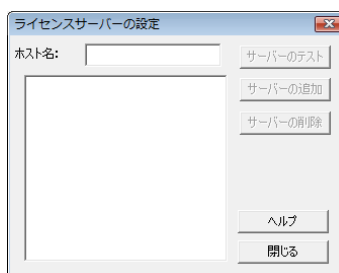 ライセンスサーバーの設定
ホスト名:
サーバーのテスト
サーバーの追加
サーバーの削除
ヘルプ
閉じる